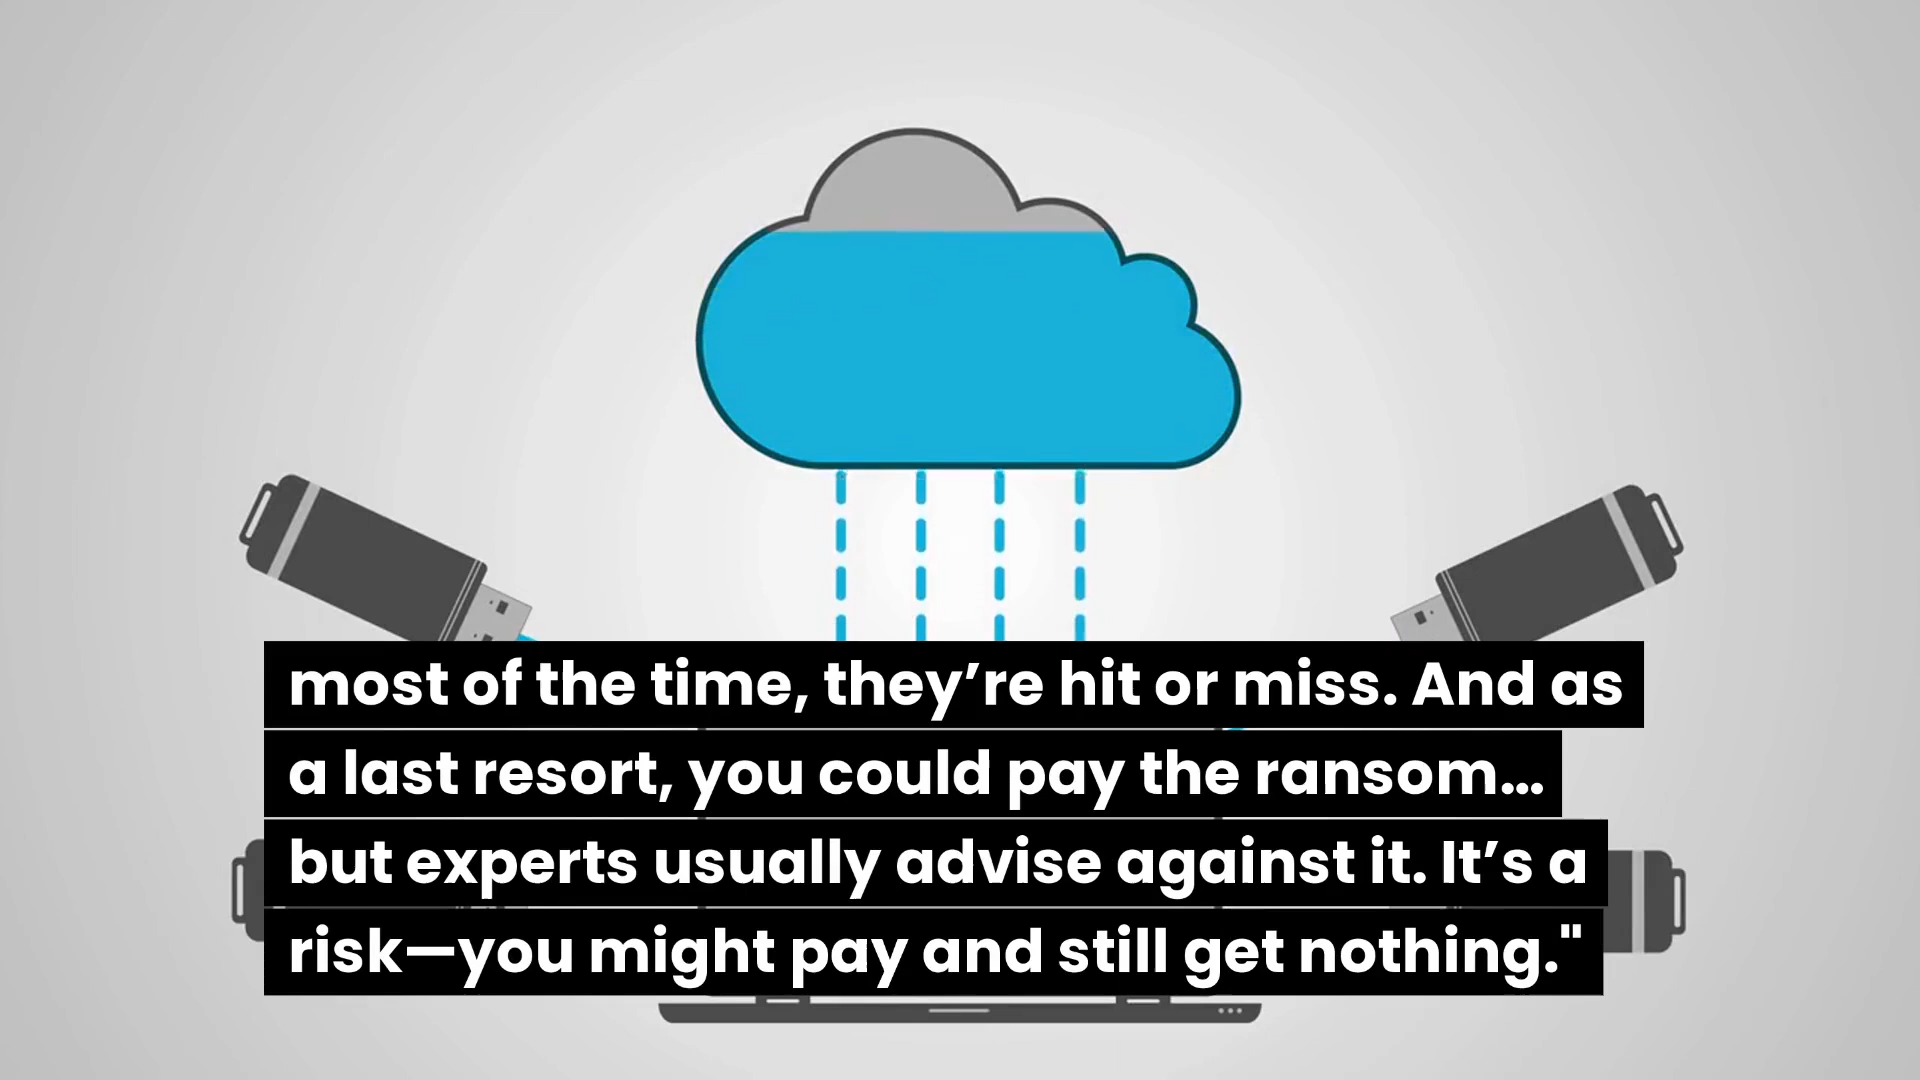 most of the time, they’re hit or miss. And as
a last resort, you could pay the ransom...
but experts usually advise against it. It’s a
risk—you might pay and still get nothing."